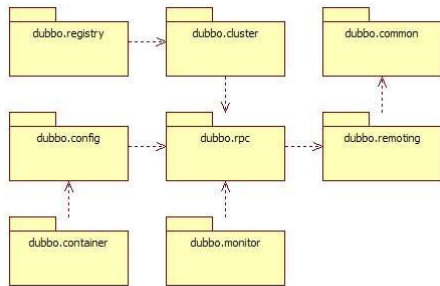 dubbo.registry
dubbo.cluster
dubbo.common
dubbo.config
dubbo.rpc
dubbo.remoting
dubbo.container
dubbo.monitor